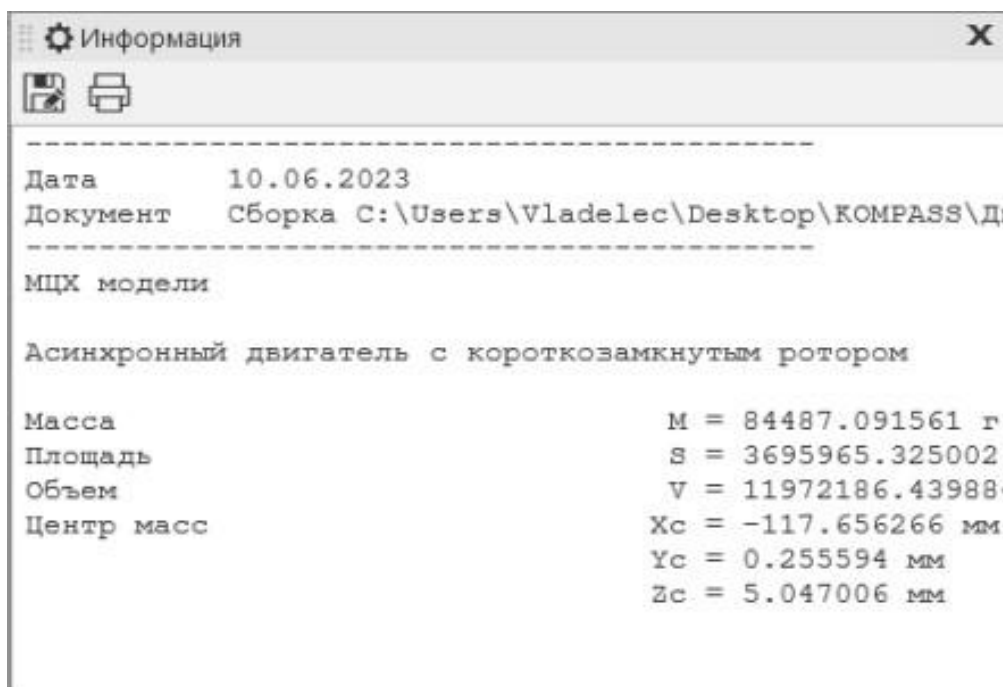 Информация
--------------------------------------------
Дата 10.06.2023
Документ Сборка C:\Users\Vladelec\Desktop\KOMPASS\
--------------------------------------------
МЦХ модели
Асинхронный двигатель с короткозамкнутым ротором
Масса M = 84487.091561 г
Площадь S = 3695965.325002
Объем V = 11972186.43988
Центр масс Xc = -117.656266 мм
Yc = 0.255594 мм
Zc = 5.047006 мм